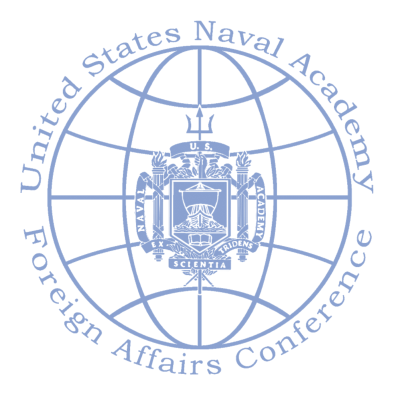 United States Naval Academy
U. S.
NAVAL
ACADEMY
EX
TRIDENS
SCIENTIA
Foreign Affairs Conference